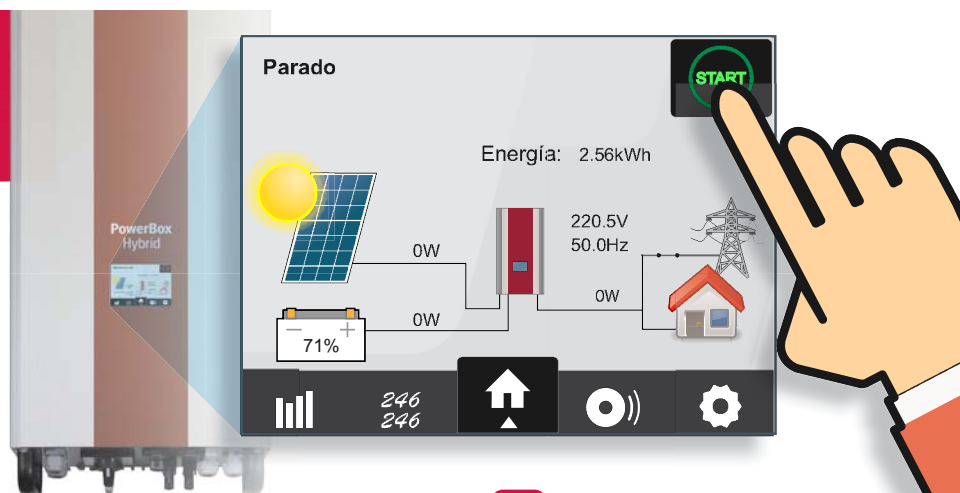 Parado
START
Energía: 2.56kWh
PowerBox
Hybrid
220.5V
50.0Hz
0W
0W
0W
71%
246
246